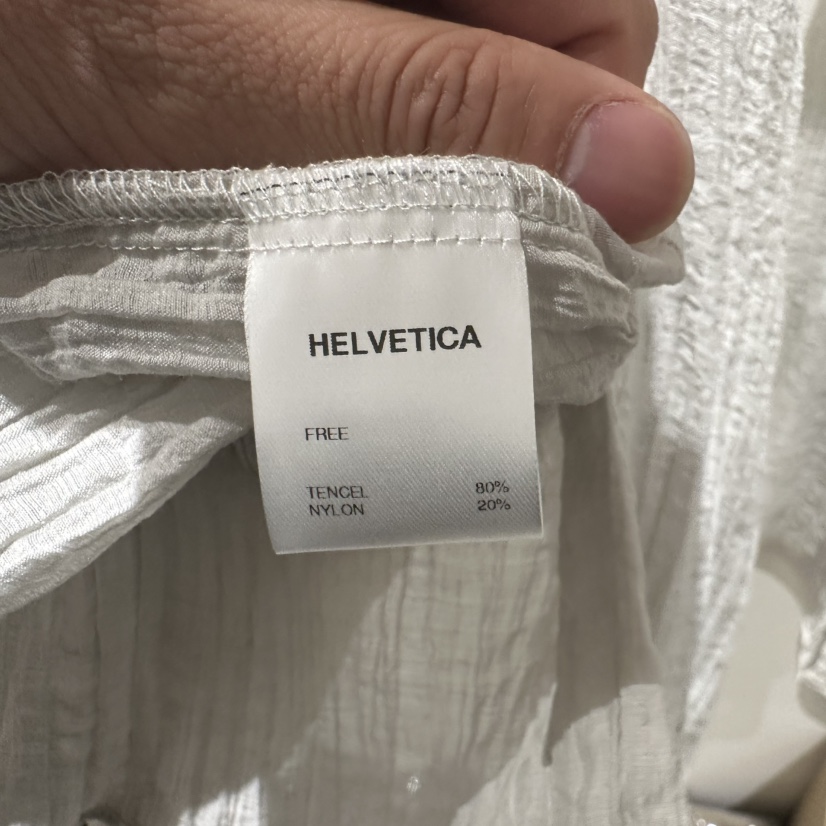 HELVETICA
FREE
TENCEL 80%
NYLON 20%